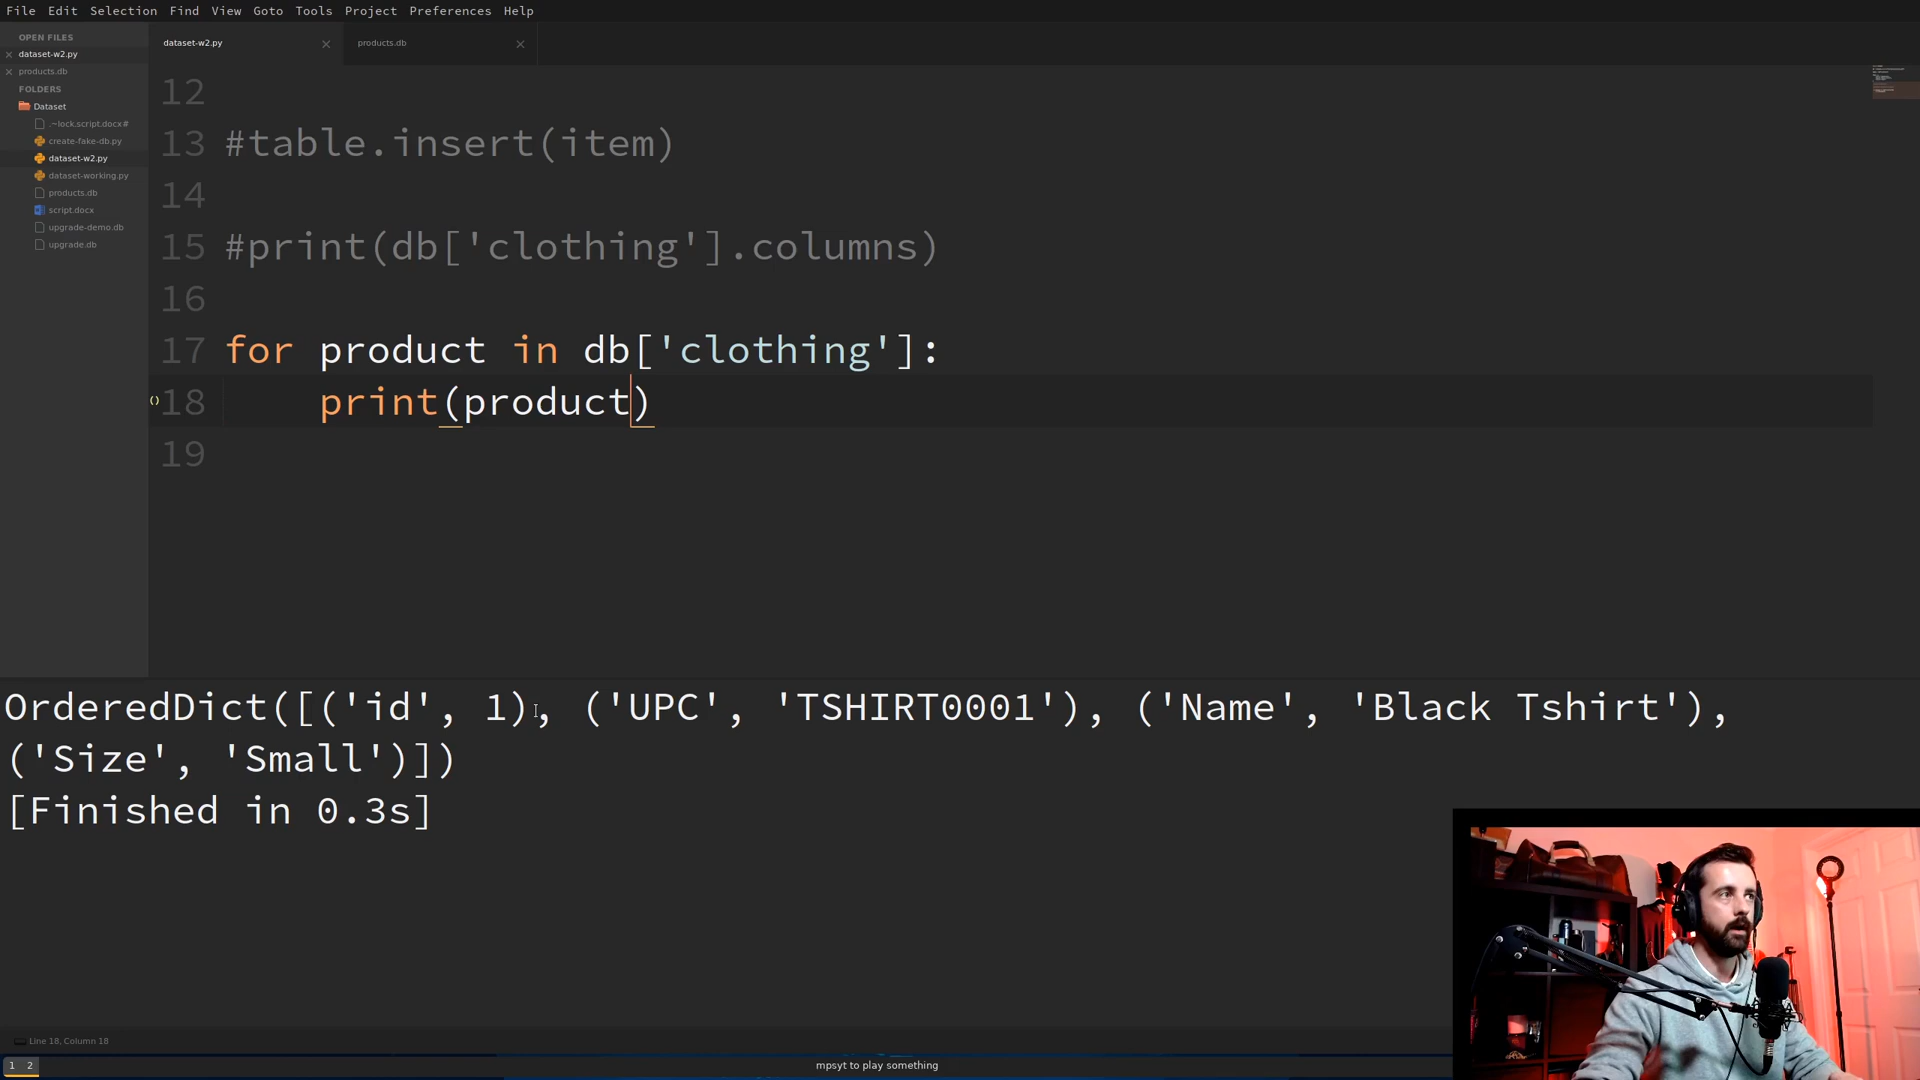 File Edit Selection Find View Goto Tools Project Preferences Help
OPEN FILES
dataset-w2.py
products.db
FOLDERS
Dataset
.~lock.script.docx#
create-fake-db.py
dataset-w2.py
dataset-working.py
products.db
script.docx
upgrade-demo.db
upgrade.db
dataset-w2.py
products.db
12
13 #table.insert(item)
14
15 #print(db['clothing'].columns)
16
17 for product in db['clothing']:
18 print(product)
19
OrderedDict([('id', 1), ('UPC', 'TSHIRT0001'), ('Name', 'Black Tshirt'),
('Size', 'Small')])
[Finished in 0.3s]
Line 18, Column 18
1 2
mpsyt to play something